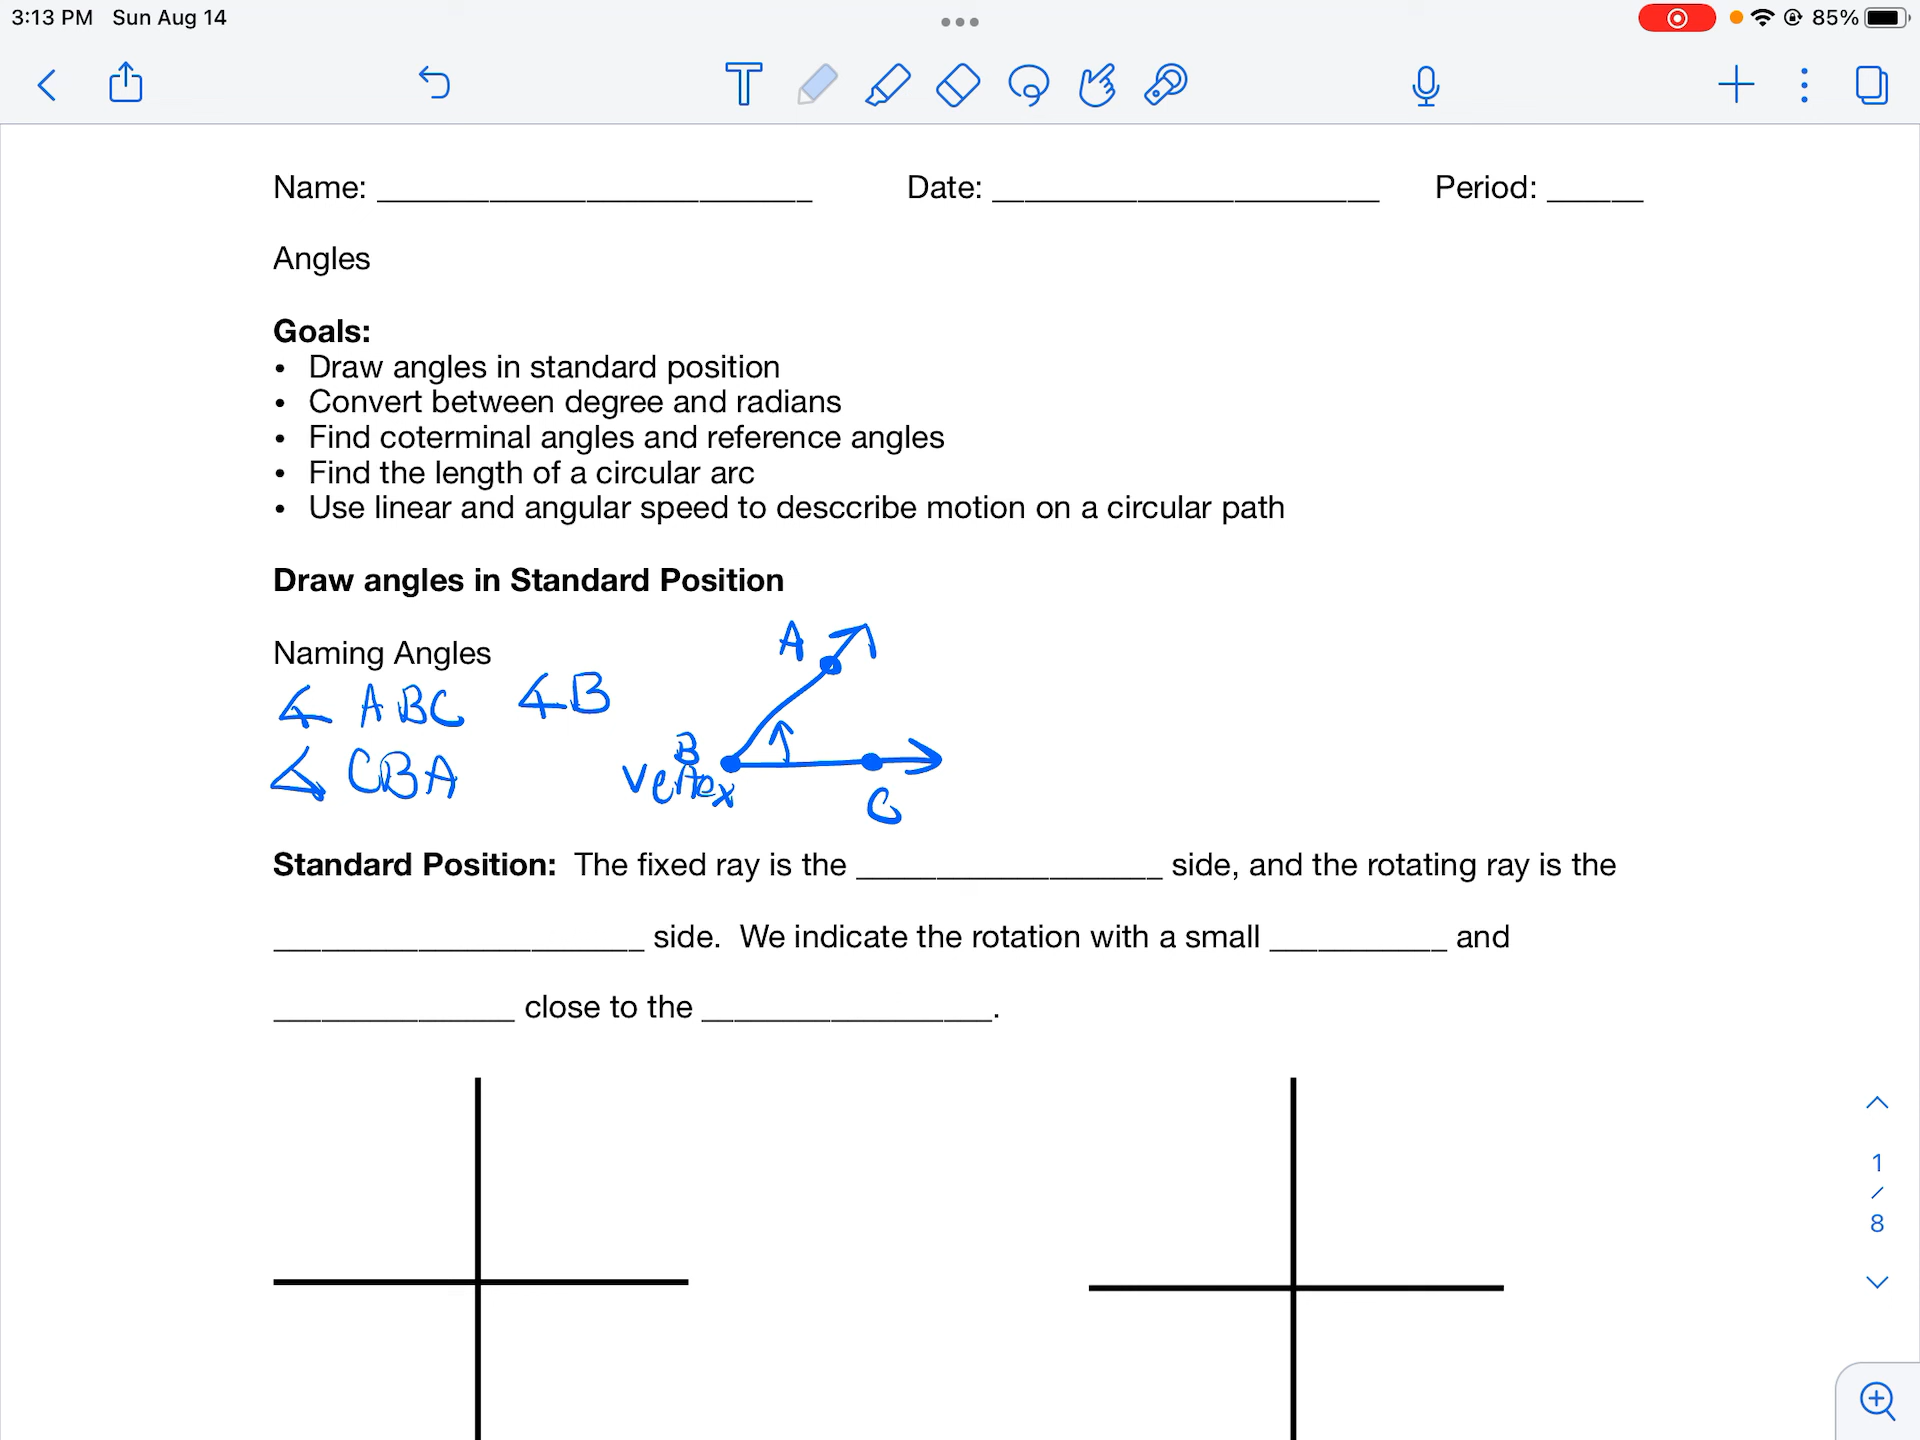 3:13 PM Sun Aug 14
85%
T
Name: ___________________________ Date: ________________________ Period: ______
Angles
Goals:
• Draw angles in standard position
• Convert between degree and radians
• Find coterminal angles and reference angles
• Find the length of a circular arc
• Use linear and angular speed to desccribe motion on a circular path
Draw angles in Standard Position
Naming Angles
∡ ABC ∡B
∡ CBA
A
B
vertex
C
Standard Position: The fixed ray is the ___________________ side, and the rotating ray is the
_______________________ side. We indicate the rotation with a small ___________ and
_______________ close to the __________________.
1
/
8